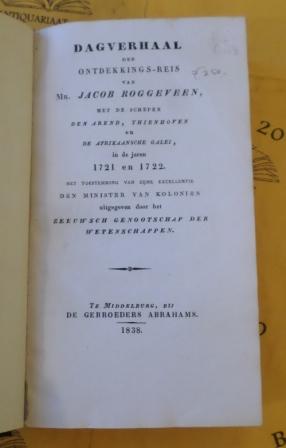 ANTIQUARIAAT
DAGVERHAAL
DER
ONTDEKKINGS-REIS
VAN
Mr. JACOB ROGGEVEEN,
MET DE SCHEPEN
DEN AREND, THIENHOVEN
en
DE AFRIKAANSCHE GALEI,
in de jaren
1721 en 1722.
MET TOESTEMMING VAN ZIJNE EXCELLENTIE
DEN MINISTER VAN KOLONIEN
uitgegeven door het
ZEEUWSCH GENOOTSCHAP DER
WETENSCHAPPEN.
Te MIDDELBURG, BIJ
DE GEBROEDERS ABRAHAMS.
1838.